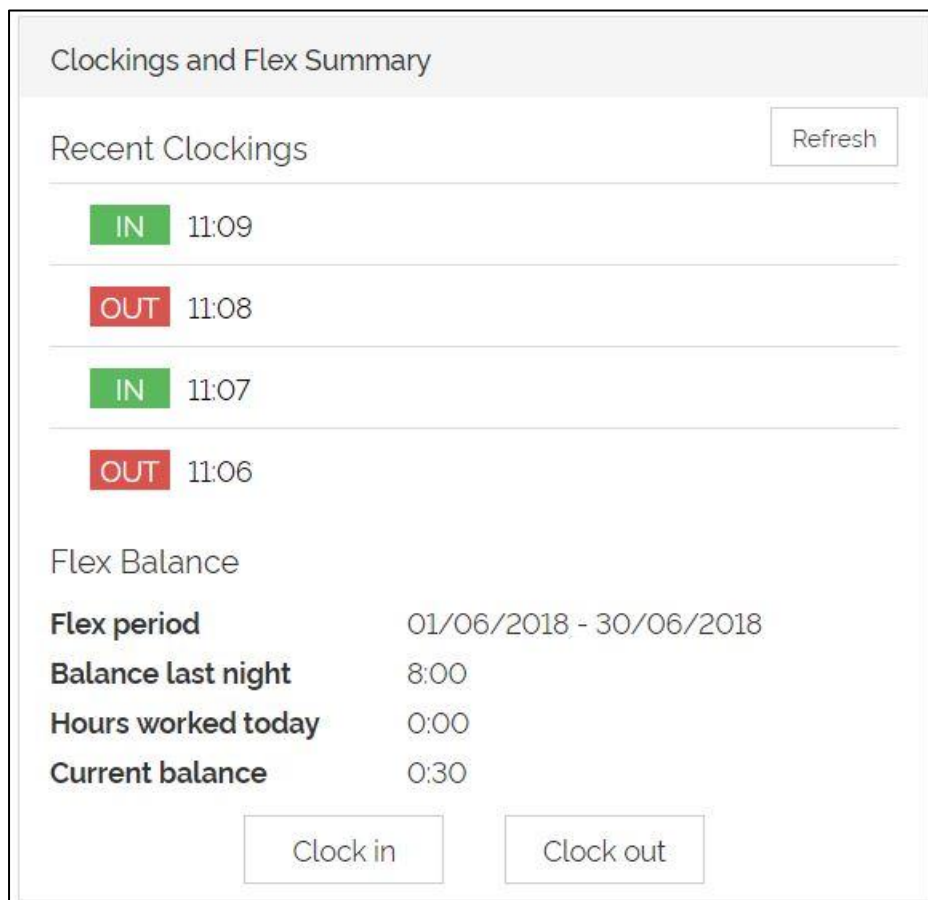 Clockings and Flex Summary
Recent Clockings Refresh
IN 11:09
OUT 11:08
IN 11:07
OUT 11:06
Flex Balance
Flex period 01/06/2018 - 30/06/2018
Balance last night 8:00
Hours worked today 0:00
Current balance 0:30
Clock in Clock out